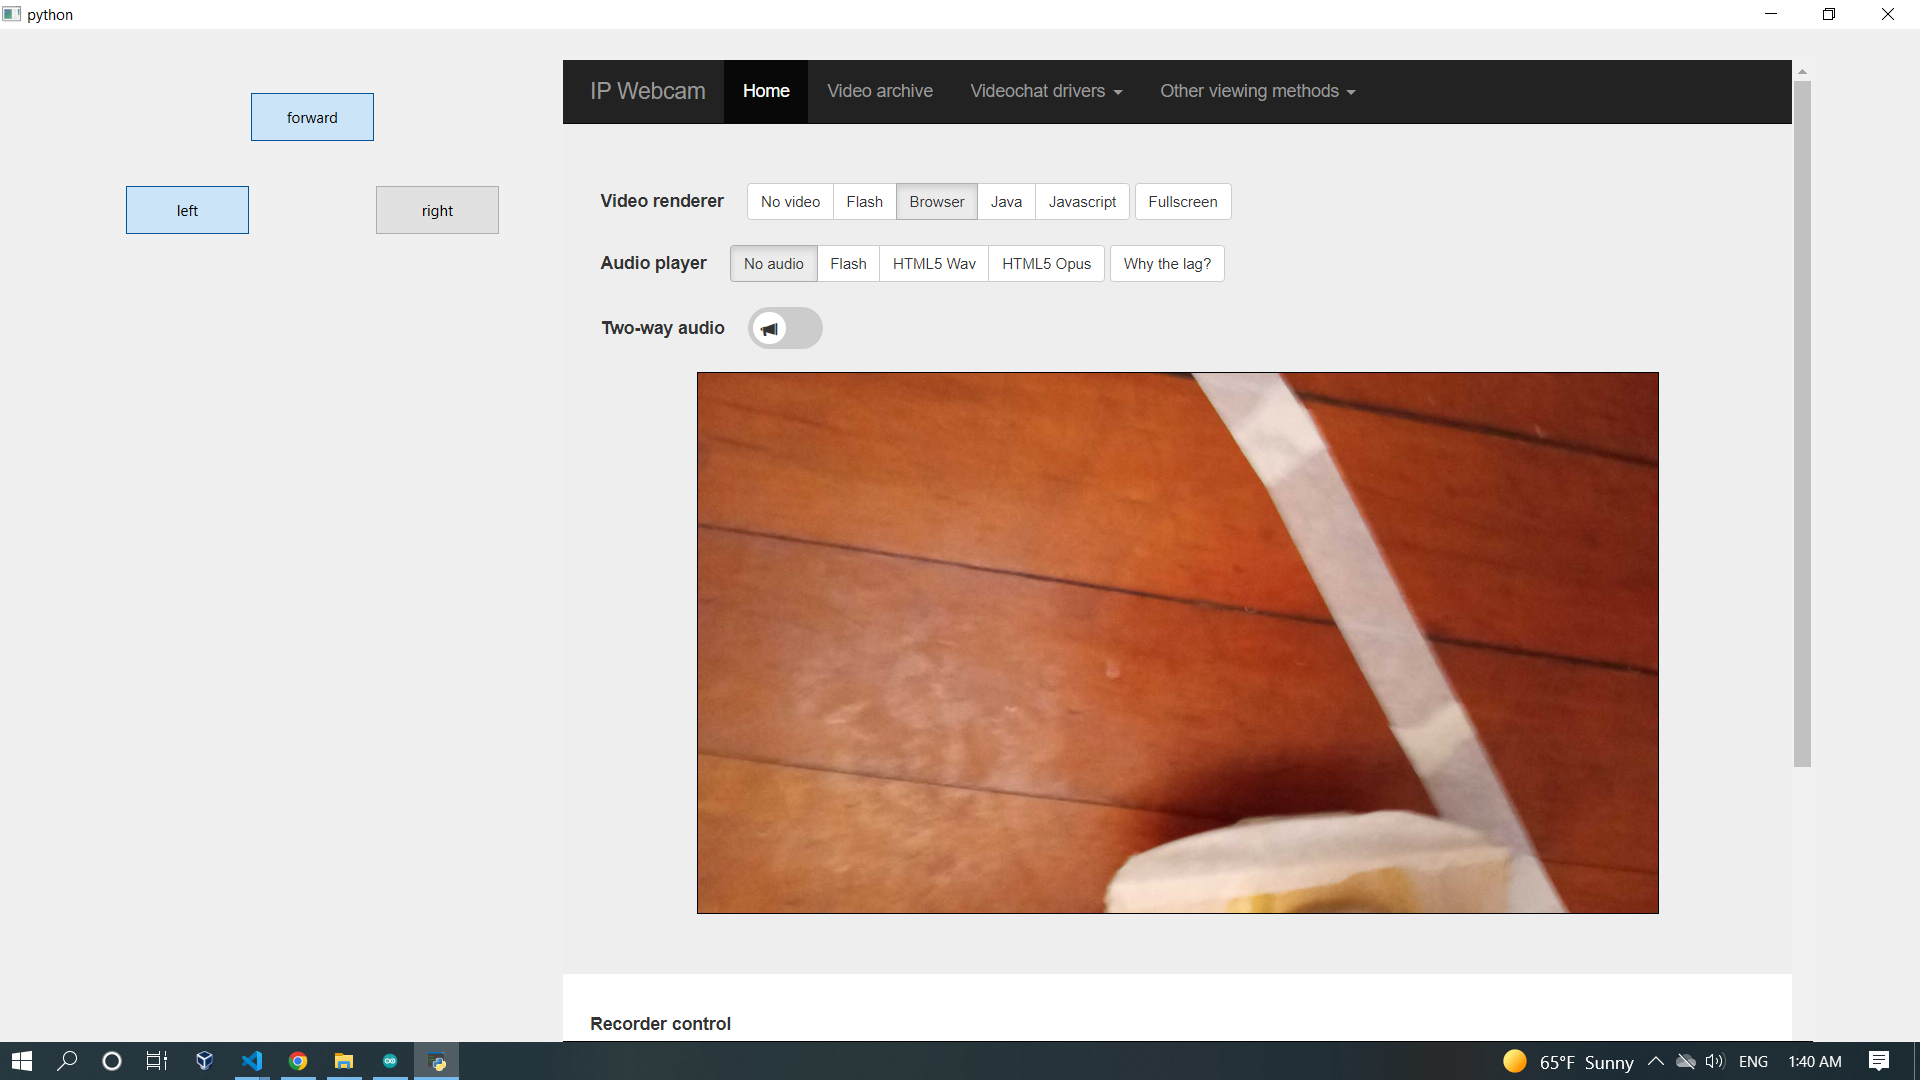 python
forward
left right
IP Webcam Home Video archive Videochat drivers Other viewing methods
Video renderer No video Flash Browser Java Javascript Fullscreen
Audio player No audio Flash HTML5 Wav HTML5 Opus Why the lag?
Two-way audio
Recorder control
65°F Sunny ENG 1:40 AM